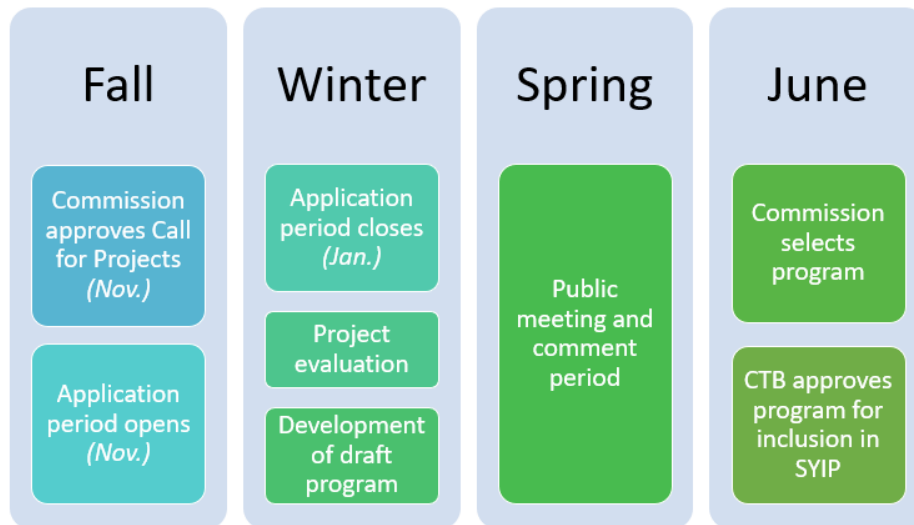 Fall
Commission
approves Call
for Projects
(Nov.)
Application
period opens
(Nov.)
Winter
Application
period closes
(Jan.)
Project
evaluation
Development
of draft
program
Spring
Public
meeting and
comment
period
June
Commission
selects
program
CTB approves
program for
inclusion in
SYIP